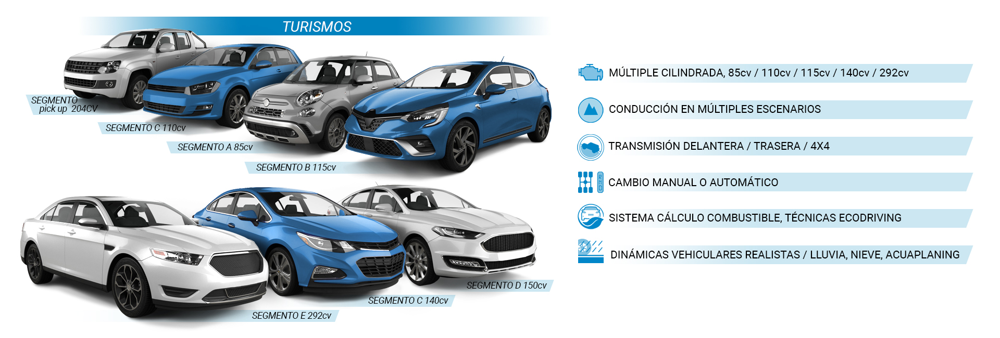 TURISMOS
SEGMENTO
pick up 204CV
SEGMENTO C 110cv
SEGMENTO A 85cv
SEGMENTO B 115cv
SEGMENTO D 150cv
SEGMENTO C 140cv
SEGMENTO E 292cv
MÚLTIPLE CILINDRADA, 85cv / 110cv / 115cv / 140cv / 292cv
CONDUCCIÓN EN MÚLTIPLES ESCENARIOS
TRANSMISIÓN DELANTERA / TRASERA / 4X4
R
N
D
CAMBIO MANUAL O AUTOMÁTICO
SISTEMA CÁLCULO COMBUSTIBLE, TÉCNICAS ECODRIVING
DINÁMICAS VEHICULARES REALISTAS / LLUVIA, NIEVE, ACUAPLANING